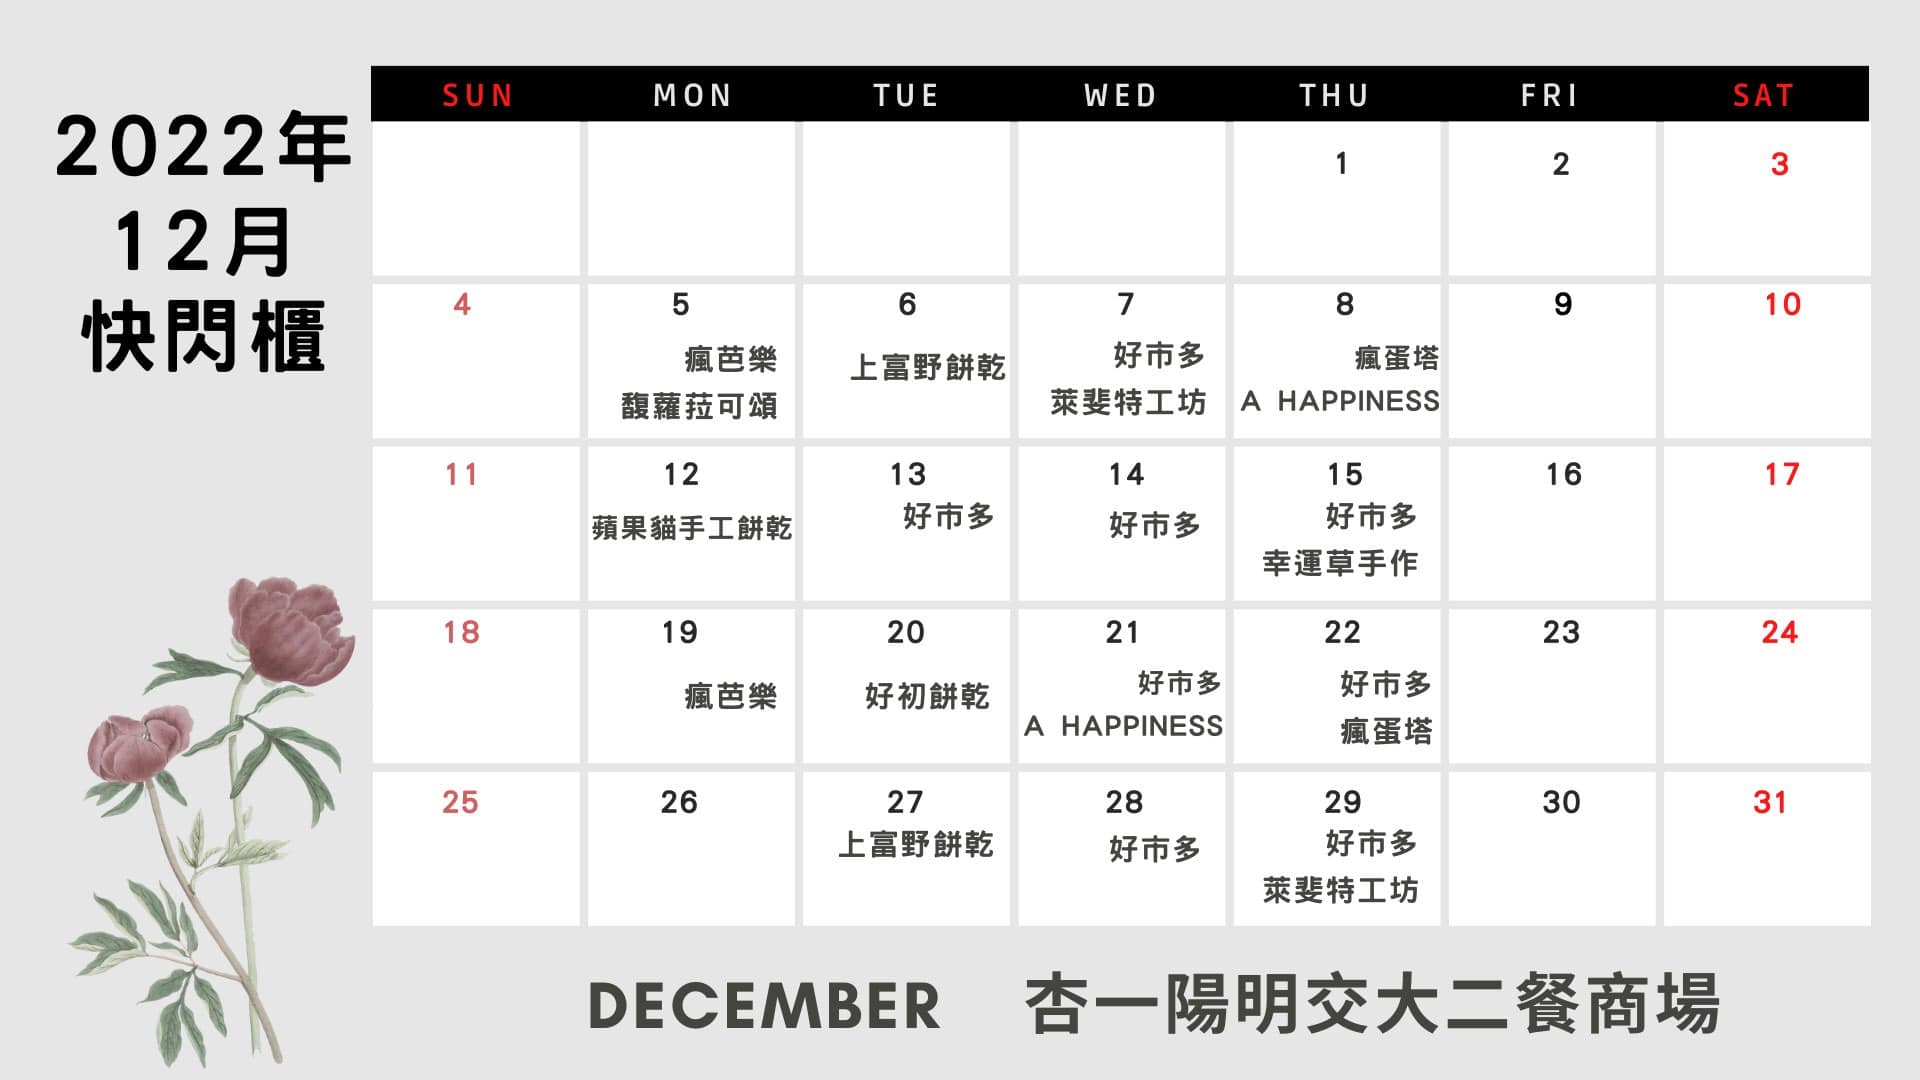 2022年
12月
快閃櫃
SUN MON TUE WED THU FRI SAT
1 2 3
4 5 6 7 8 9 10
瘋芭樂
馥蘿菈可頌
上富野餅乾
好市多
萊斐特工坊
瘋蛋塔
A HAPPINESS
11 12 13 14 15 16 17
蘋果貓手工餅乾
好市多
好市多
好市多
幸運草手作
18 19 20 21 22 23 24
瘋芭樂
好初餅乾
好市多
A HAPPINESS
好市多
瘋蛋塔
25 26 27 28 29 30 31
上富野餅乾
好市多
好市多
萊斐特工坊
DECEMBER 杏一陽明交大二餐商場